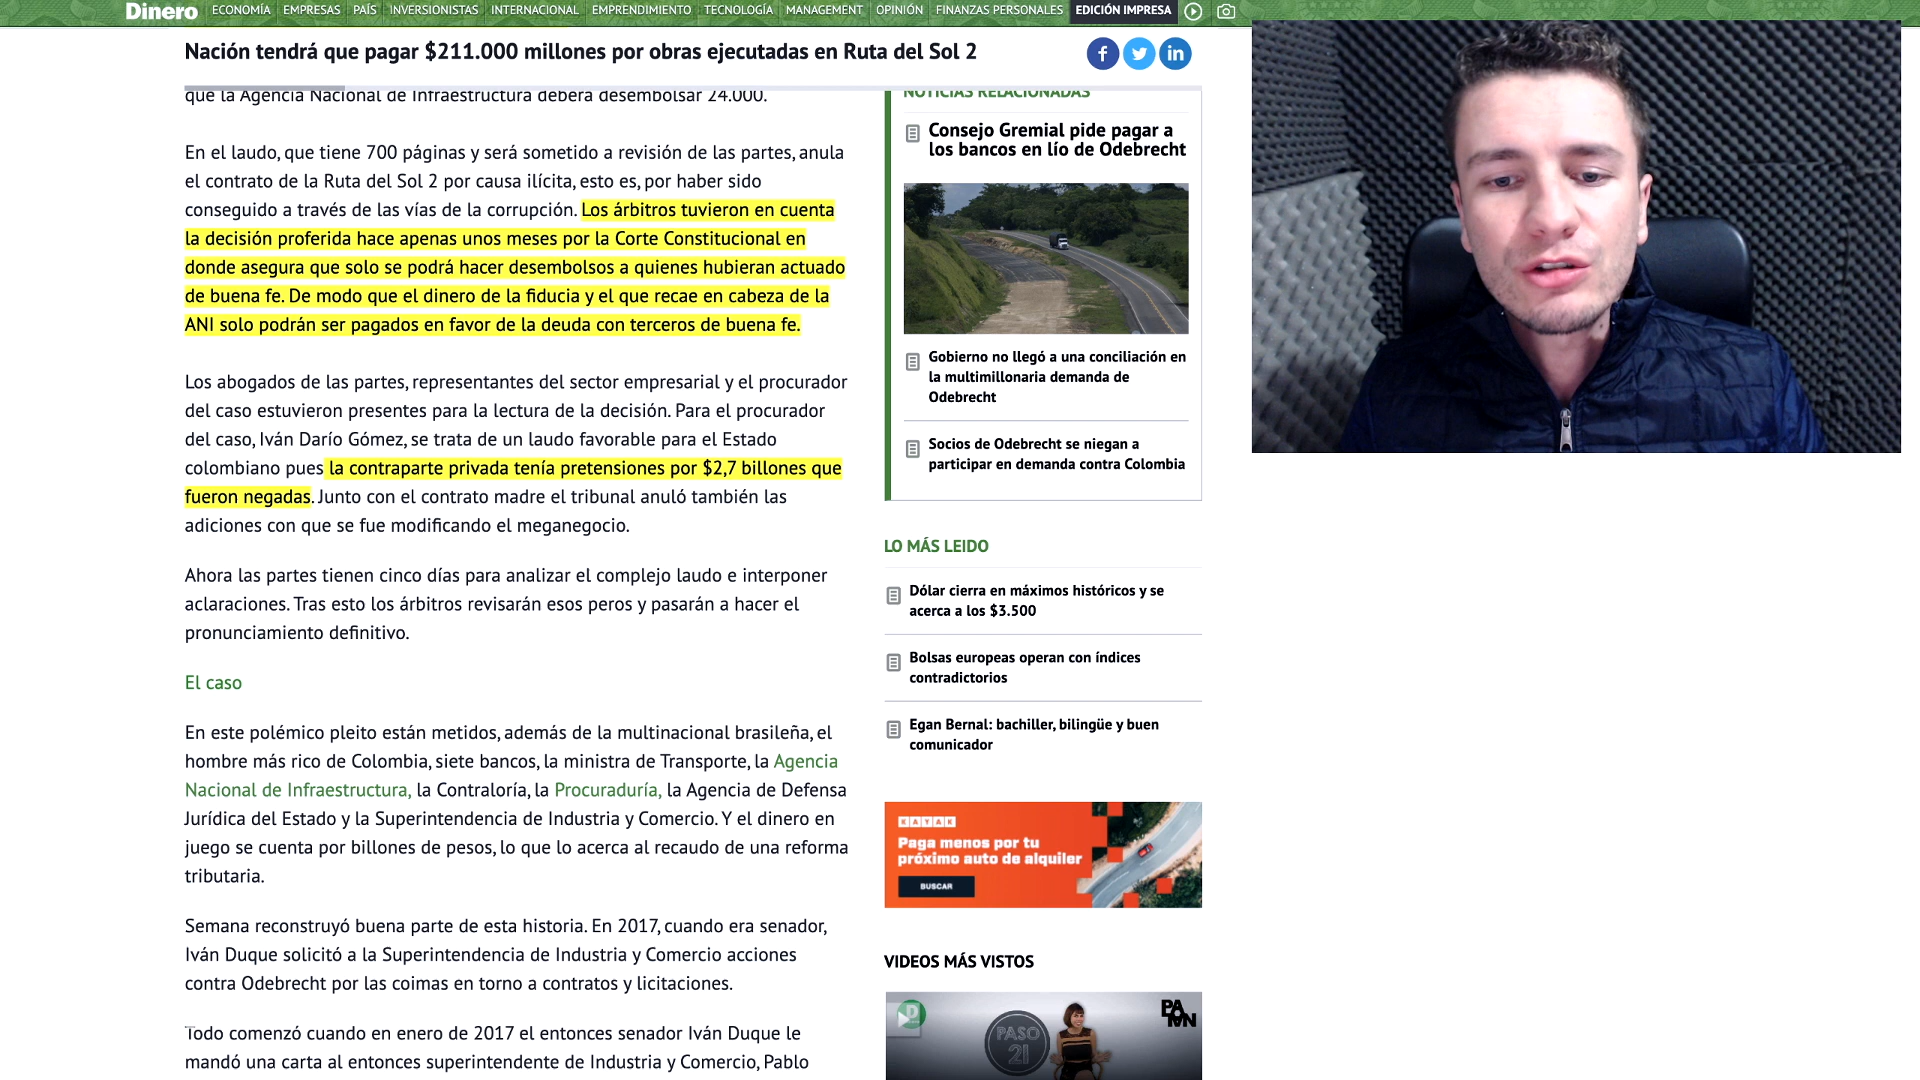 Dinero
ECONOMÍA EMPRESAS PAÍS INVERSIONISTAS INTERNACIONAL EMPRENDIMIENTO TECNOLOGÍA MANAGEMENT OPINIÓN FINANZAS PERSONALES EDICIÓN IMPRESA
Nación tendrá que pagar $211.000 millones por obras ejecutadas en Ruta del Sol 2
que la Agencia Nacional de Infraestructura deberá desembolsar 24.000.
En el laudo, que tiene 700 páginas y será sometido a revisión de las partes, anula
el contrato de la Ruta del Sol 2 por causa ilícita, esto es, por haber sido
conseguido a través de las vías de la corrupción. Los árbitros tuvieron en cuenta
la decisión proferida hace apenas unos meses por la Corte Constitucional en
donde asegura que solo se podrá hacer desembolsos a quienes hubieran actuado
de buena fe. De modo que el dinero de la fiducia y el que recae en cabeza de la
ANI solo podrán ser pagados en favor de la deuda con terceros de buena fe.
Los abogados de las partes, representantes del sector empresarial y el procurador
del caso estuvieron presentes para la lectura de la decisión. Para el procurador
del caso, Iván Darío Gómez, se trata de un laudo favorable para el Estado
colombiano pues la contraparte privada tenía pretensiones por $2,7 billones que
fueron negadas. Junto con el contrato madre el tribunal anuló también las
adiciones con que se fue modificando el meganegocio.
Ahora las partes tienen cinco días para analizar el complejo laudo e interponer
aclaraciones. Tras esto los árbitros revisarán esos peros y pasarán a hacer el
pronunciamiento definitivo.
El caso
En este polémico pleito están metidos, además de la multinacional brasileña, el
hombre más rico de Colombia, siete bancos, la ministra de Transporte, la Agencia
Nacional de Infraestructura, la Contraloría, la Procuraduría, la Agencia de Defensa
Jurídica del Estado y la Superintendencia de Industria y Comercio. Y el dinero en
juego se cuenta por billones de pesos, lo que lo acerca al recaudo de una reforma
tributaria.
Semana reconstruyó buena parte de esta historia. En 2017, cuando era senador,
Iván Duque solicitó a la Superintendencia de Industria y Comercio acciones
contra Odebrecht por las coimas en torno a contratos y licitaciones.
Todo comenzó cuando en enero de 2017 el entonces senador Iván Duque le
mandó una carta al entonces superintendente de Industria y Comercio, Pablo
NOTICIAS RELACIONADAS
Consejo Gremial pide pagar a
los bancos en lío de Odebrecht
Gobierno no llegó a una conciliación en
la multimillonaria demanda de
Odebrecht
Socios de Odebrecht se niegan a
participar en demanda contra Colombia
LO MÁS LEIDO
Dólar cierra en máximos históricos y se
acerca a los $3.500
Bolsas europeas operan con índices
contradictorios
Egan Bernal: bachiller, bilingüe y buen
comunicador
KAYAK
Paga menos por tu
próximo auto de alquiler
BUSCAR
VIDEOS MÁS VISTOS
PASO
21